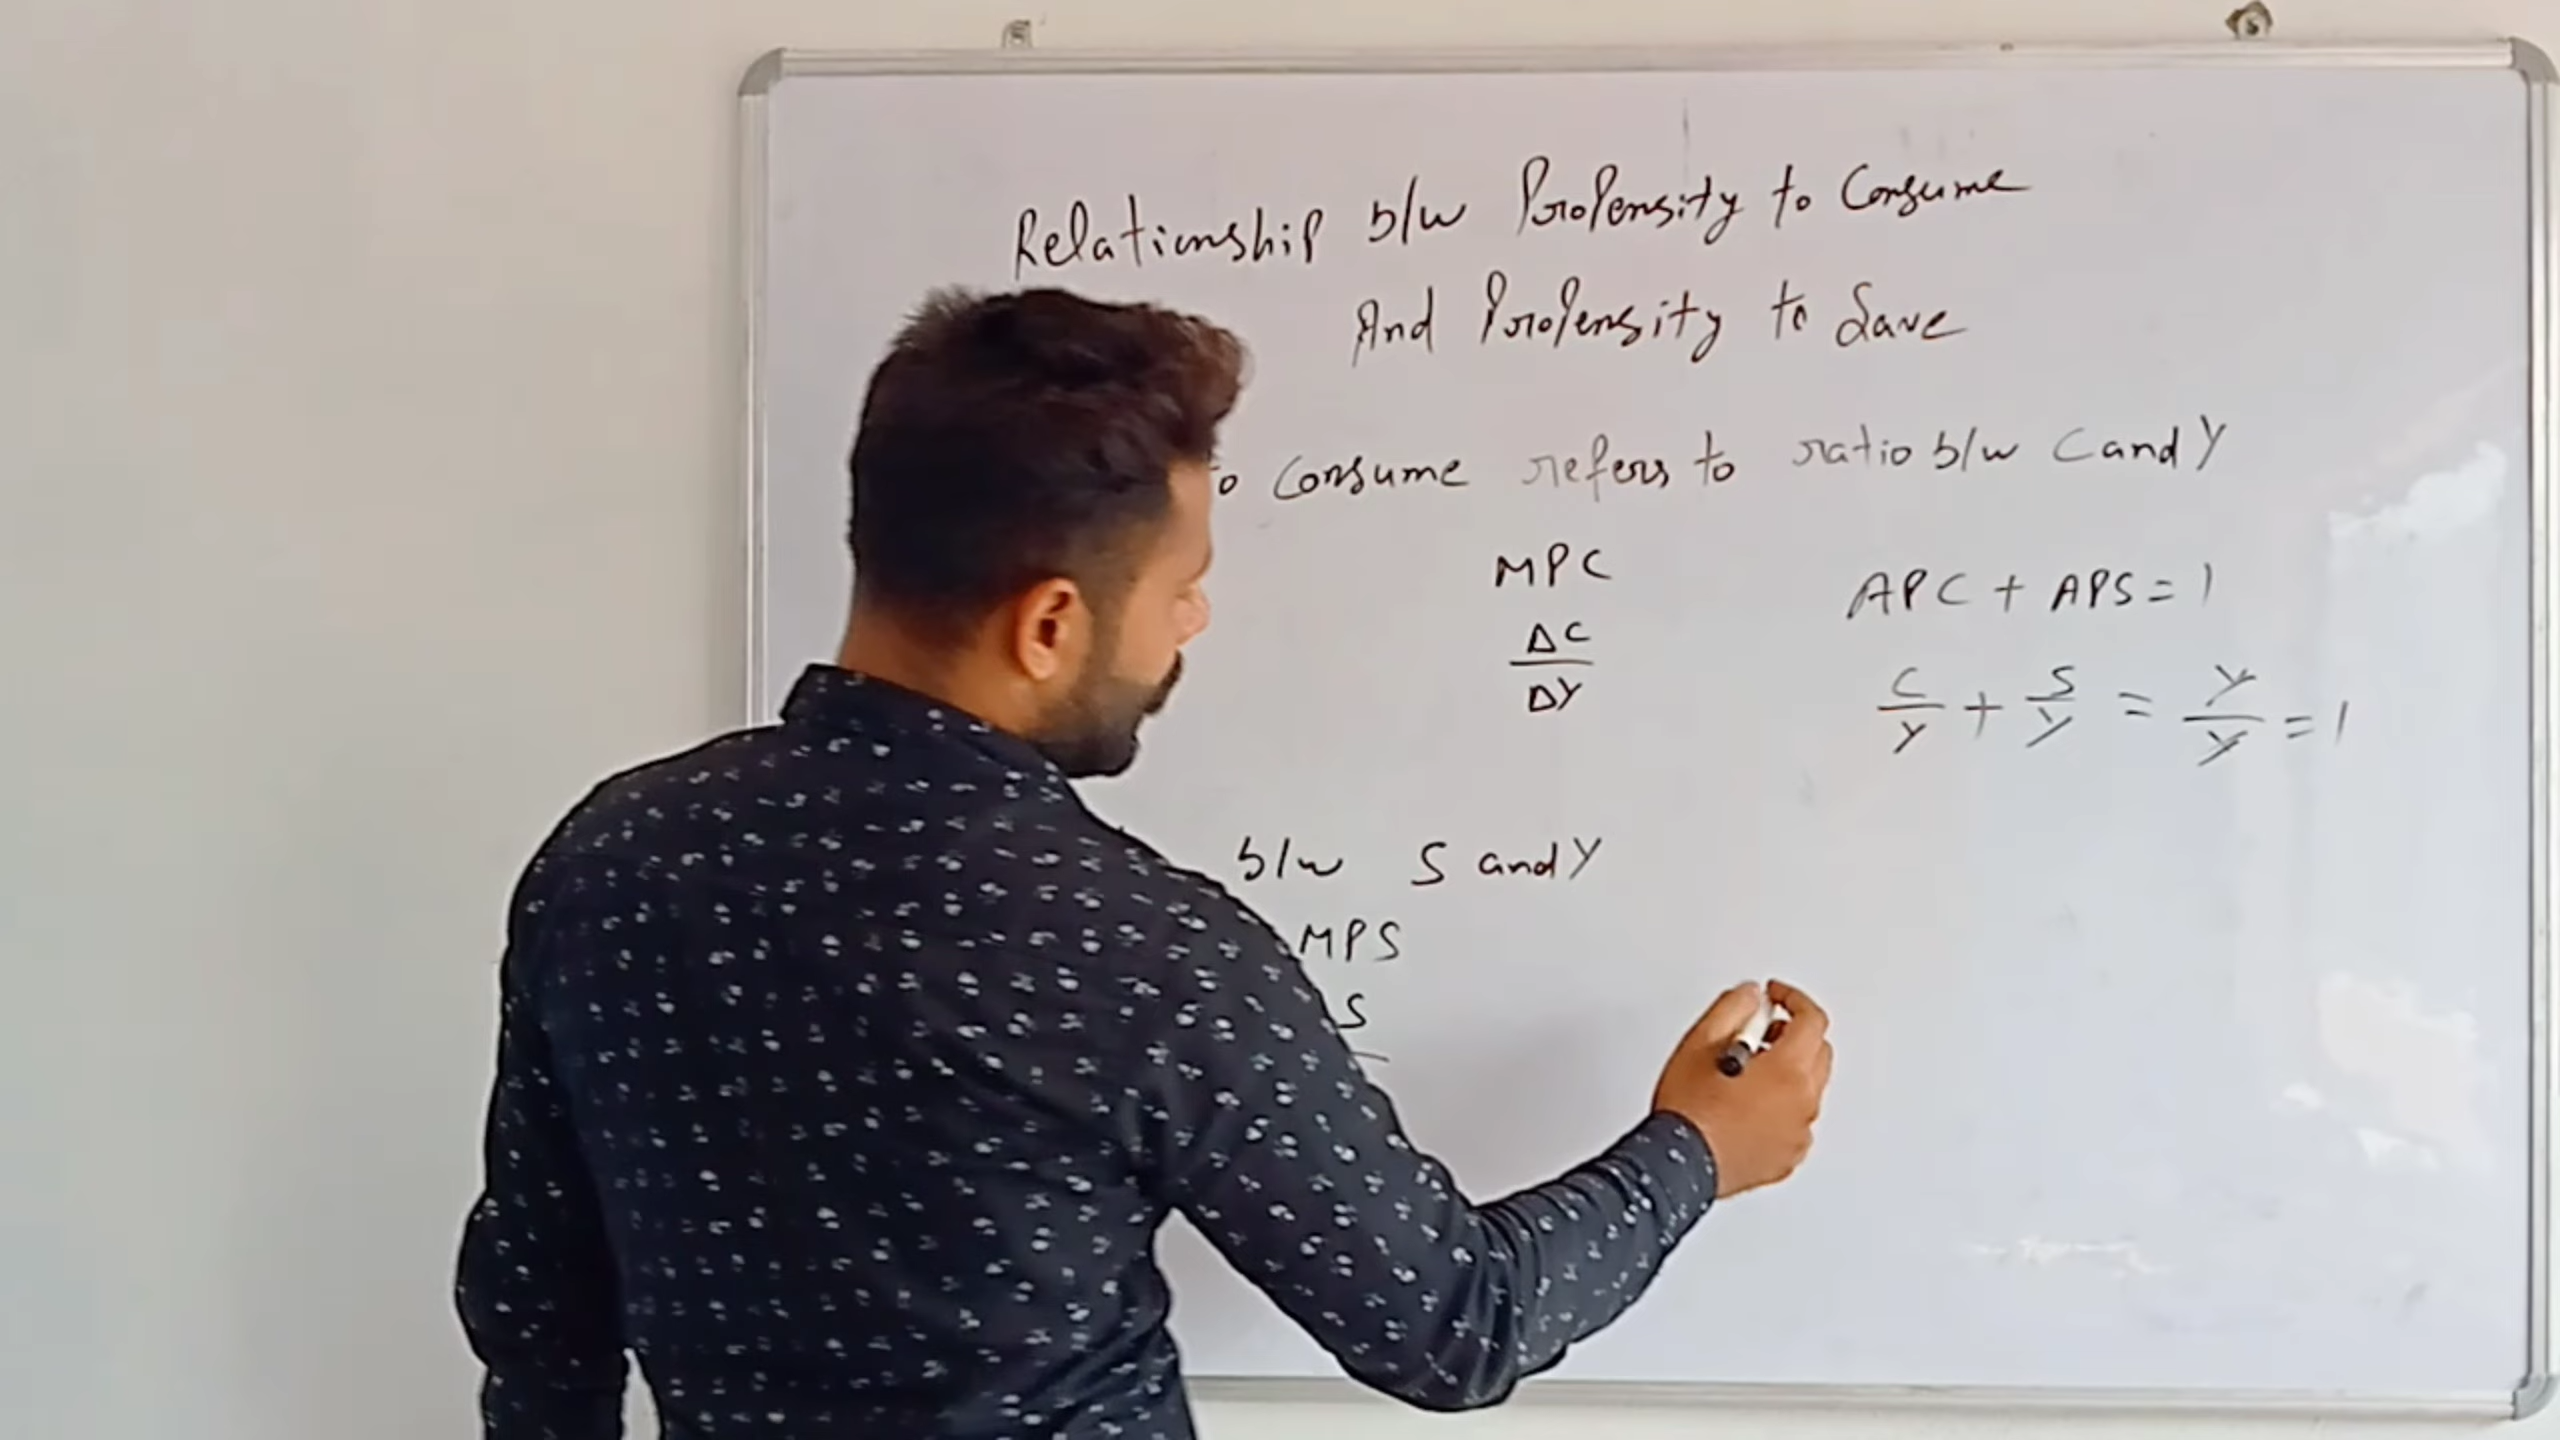 Relationship b/w Propensity to Consume
And Propensity to Save
o Consume refers to ratio b/w C and Y
MPC
ΔC
ΔY
APC + APS = 1
C/Y + S/Y = Y/Y = 1
b/w S and Y
MPS
S